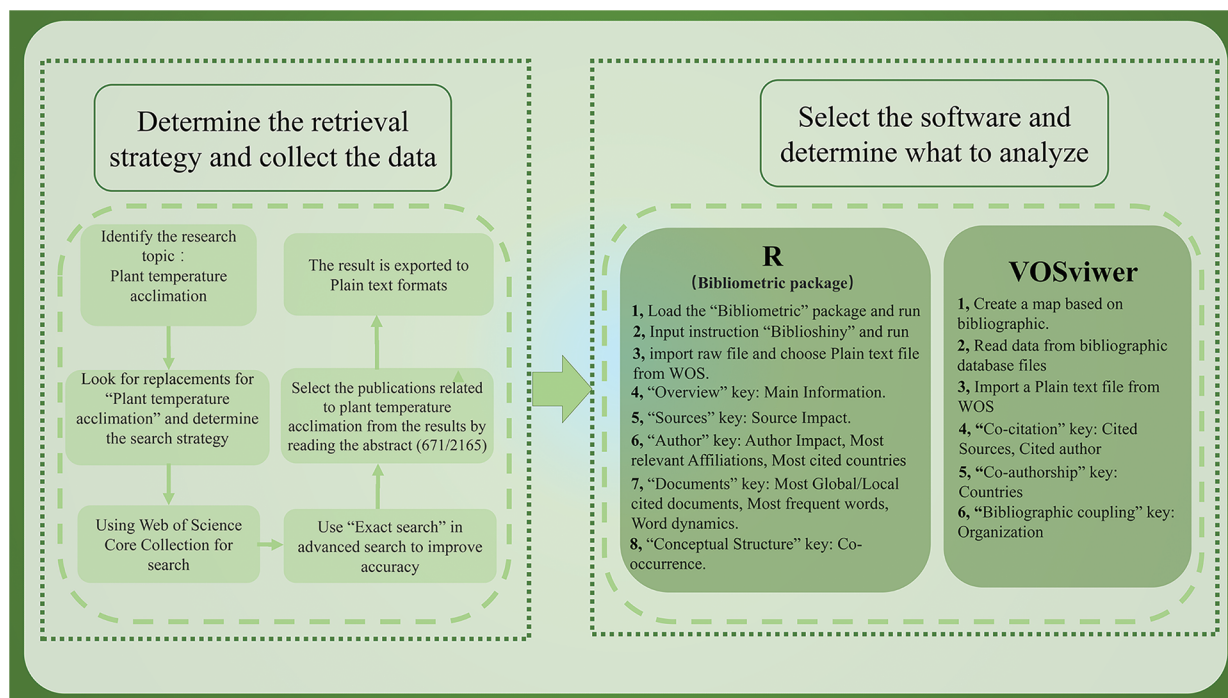 Determine the retrieval
strategy and collect the data
Identify the research
topic：
Plant temperature
acclimation
Look for replacements for
“Plant temperature
acclimation” and determine
the search strategy
Using Web of Science
Core Collection for
search
Use “Exact search” in
advanced search to improve
accuracy
Select the publications related
to plant temperature
acclimation from the results by
reading the abstract (671/2165)
The result is exported to
Plain text formats
Select the software and
determine what to analyze
R
(Bibliometric package)
1, Load the “Bibliometric” package and run
2, Input instruction “Biblioshiny” and run
3, import raw file and choose Plain text file
from WOS.
4, “Overview” key: Main Information.
5, “Sources” key: Source Impact.
6, “Author” key: Author Impact, Most
relevant Affiliations, Most cited countries
7, “Documents” key: Most Global/Local
cited documents, Most frequent words,
Word dynamics.
8, “Conceptual Structure” key: Co-
occurrence.
VOSviwer
1, Create a map based on
bibliographic.
2, Read data from bibliographic
database files
3, Import a Plain text file from
WOS
4, “Co-citation” key: Cited
Sources, Cited author
5, “Co-authorship” key:
Countries
6, “Bibliographic coupling” key:
Organization